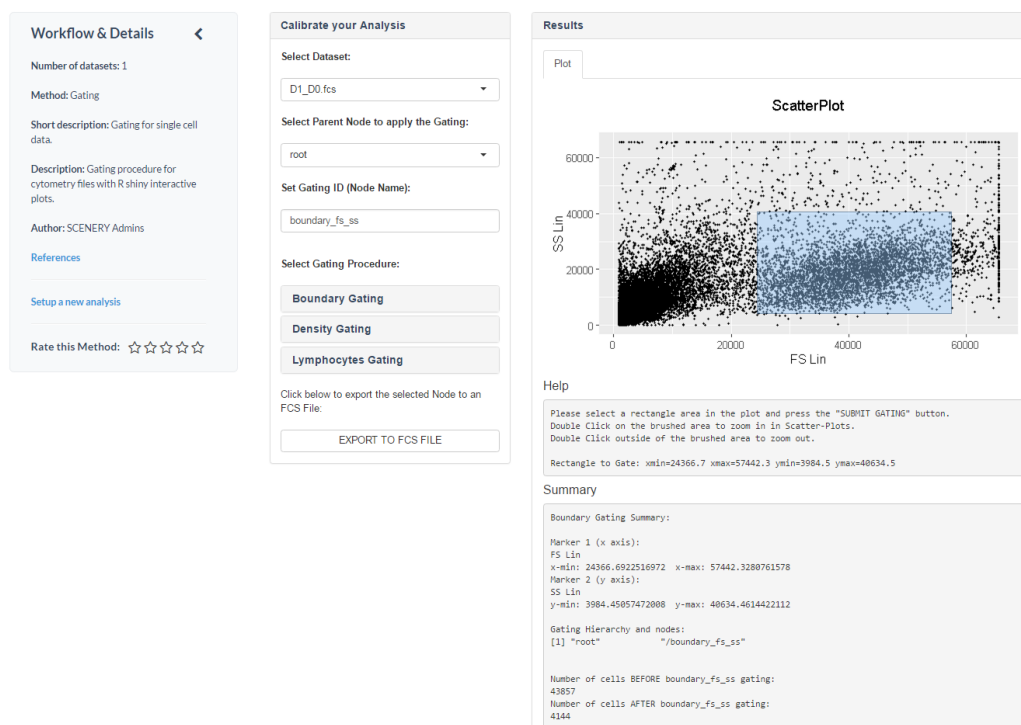 Workflow & Details
Number of datasets: 1
Method: Gating
Short description: Gating for single cell
data.
Description: Gating procedure for
cytometry files with R shiny interactive
plots.
Author: SCENERY Admins
References
Setup a new analysis
Rate this Method:
Calibrate your Analysis
Select Dataset:
D1_D0.fcs
Select Parent Node to apply the Gating:
root
Set Gating ID (Node Name):
boundary_fs_ss
Select Gating Procedure:
Boundary Gating
Density Gating
Lymphocytes Gating
Click below to export the selected Node to an
FCS File:
EXPORT TO FCS FILE
Results
Plot
ScatterPlot
60000
40000
20000
0
SS Lin
0 20000 40000 60000
FS Lin
Help
Please select a rectangle area in the plot and press the "SUBMIT GATING" button.
Double Click on the brushed area to zoom in in Scatter-Plots.
Double Click outside of the brushed area to zoom out.
Rectangle to Gate: xmin=24366.7 xmax=57442.3 ymin=3984.5 ymax=40634.5
Summary
Boundary Gating Summary:
Marker 1 (x axis):
FS Lin
x-min: 24366.6922516972 x-max: 57442.3280761578
Marker 2 (y axis):
SS Lin
y-min: 3984.45057472008 y-max: 40634.4614422112
Gating Hierarchy and nodes:
[1] "root" "/boundary_fs_ss"
Number of cells BEFORE boundary_fs_ss gating:
43857
Number of cells AFTER boundary_fs_ss gating:
4144